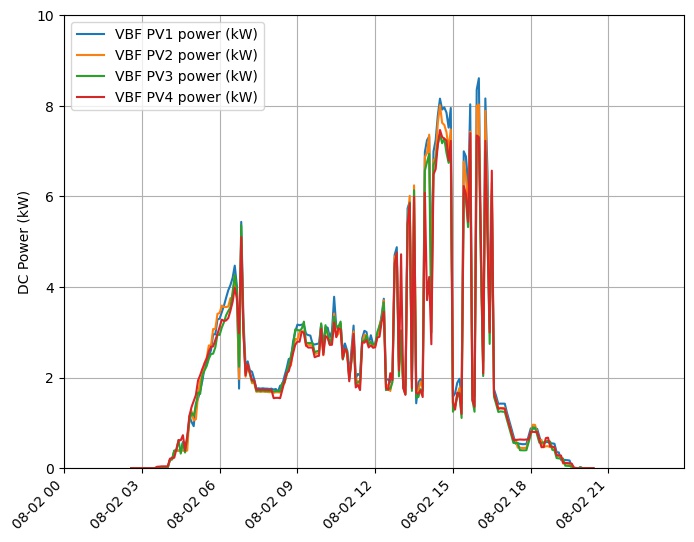 VBF PV1 power (kW)
VBF PV2 power (kW)
VBF PV3 power (kW)
VBF PV4 power (kW)
DC Power (kW)
10
8
6
4
2
0
08-02 00
08-02 03
08-02 06
08-02 09
08-02 12
08-02 15
08-02 18
08-02 21